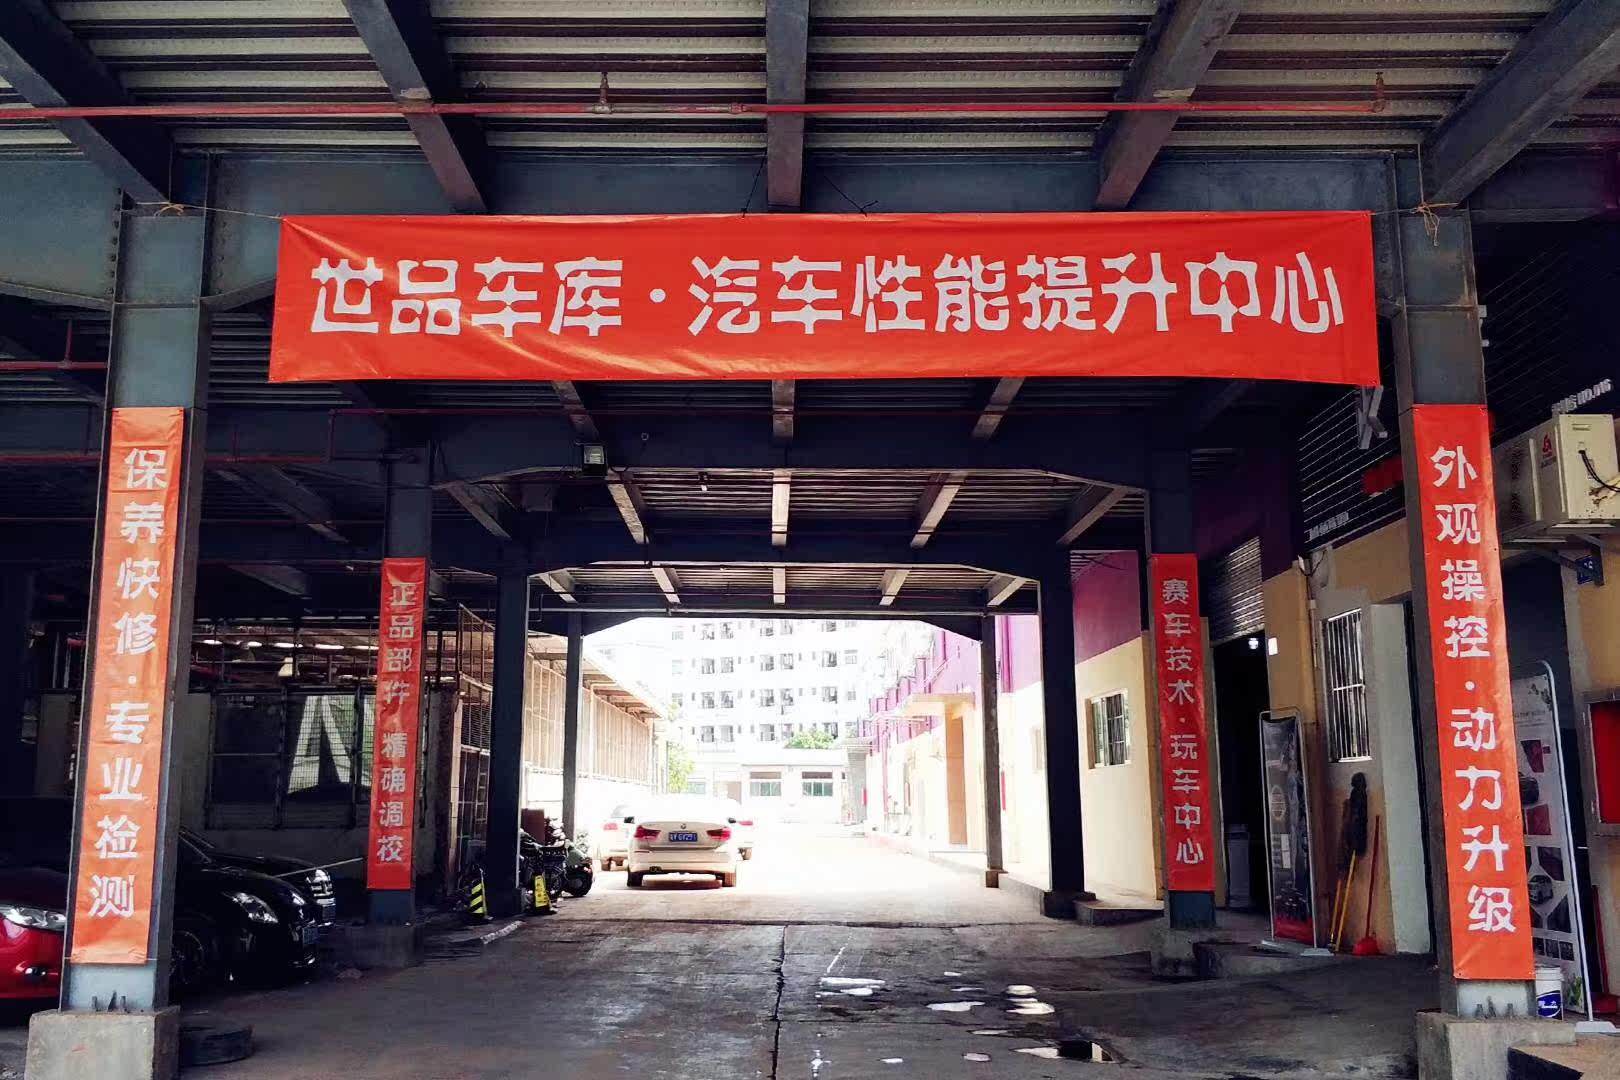 世品车库·汽车性能提升中心
保养快修·专业检测
正品部件·精确调校
赛车技术·玩车中心
外观操控·动力升级